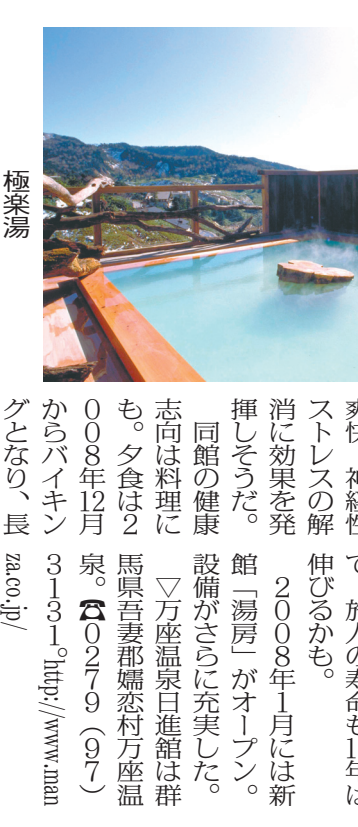 極楽湯
爽快。神経性
ストレスの解
消に効果を発
揮しそうだ。
同館の健康
志向は料理に
も。夕食は2
008年12月
からバイキン
グとなり、長
旅人の寿命も1年は
伸びるかも。
2008年1月には新
館「湯房」がオープン。
設備がさらに充実した。
▽万座温泉日進舘は群
馬県吾妻郡嬬恋村万座温
泉。☎0279(97)
3131。http://www.man
za.co.jp/